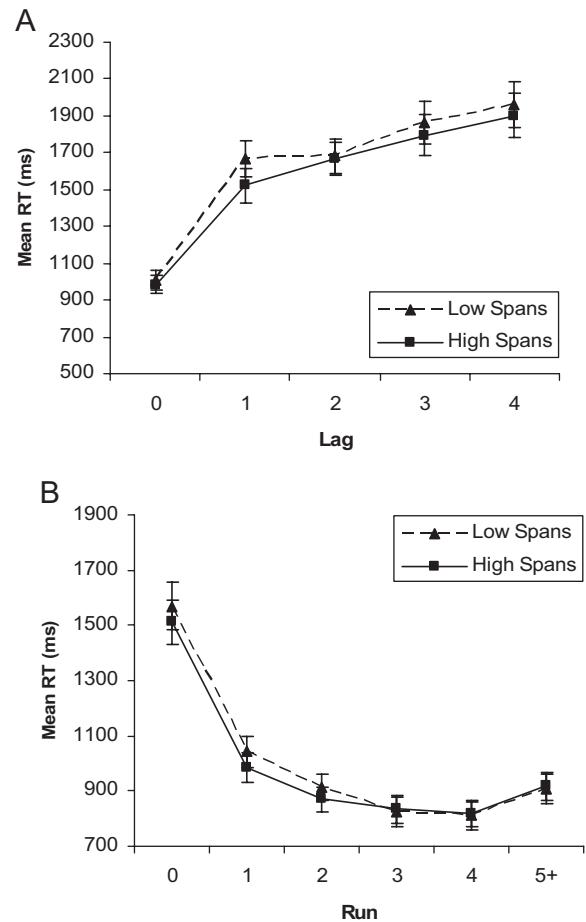 A
2300
2100
1900
1700
1500
1300
1100
900
700
500
Mean RT (ms)
Low Spans
High Spans
0 1 2 3 4
Lag
B
1900
1700
1500
1300
1100
900
700
Mean RT (ms)
Low Spans
High Spans
0 1 2 3 4 5+
Run